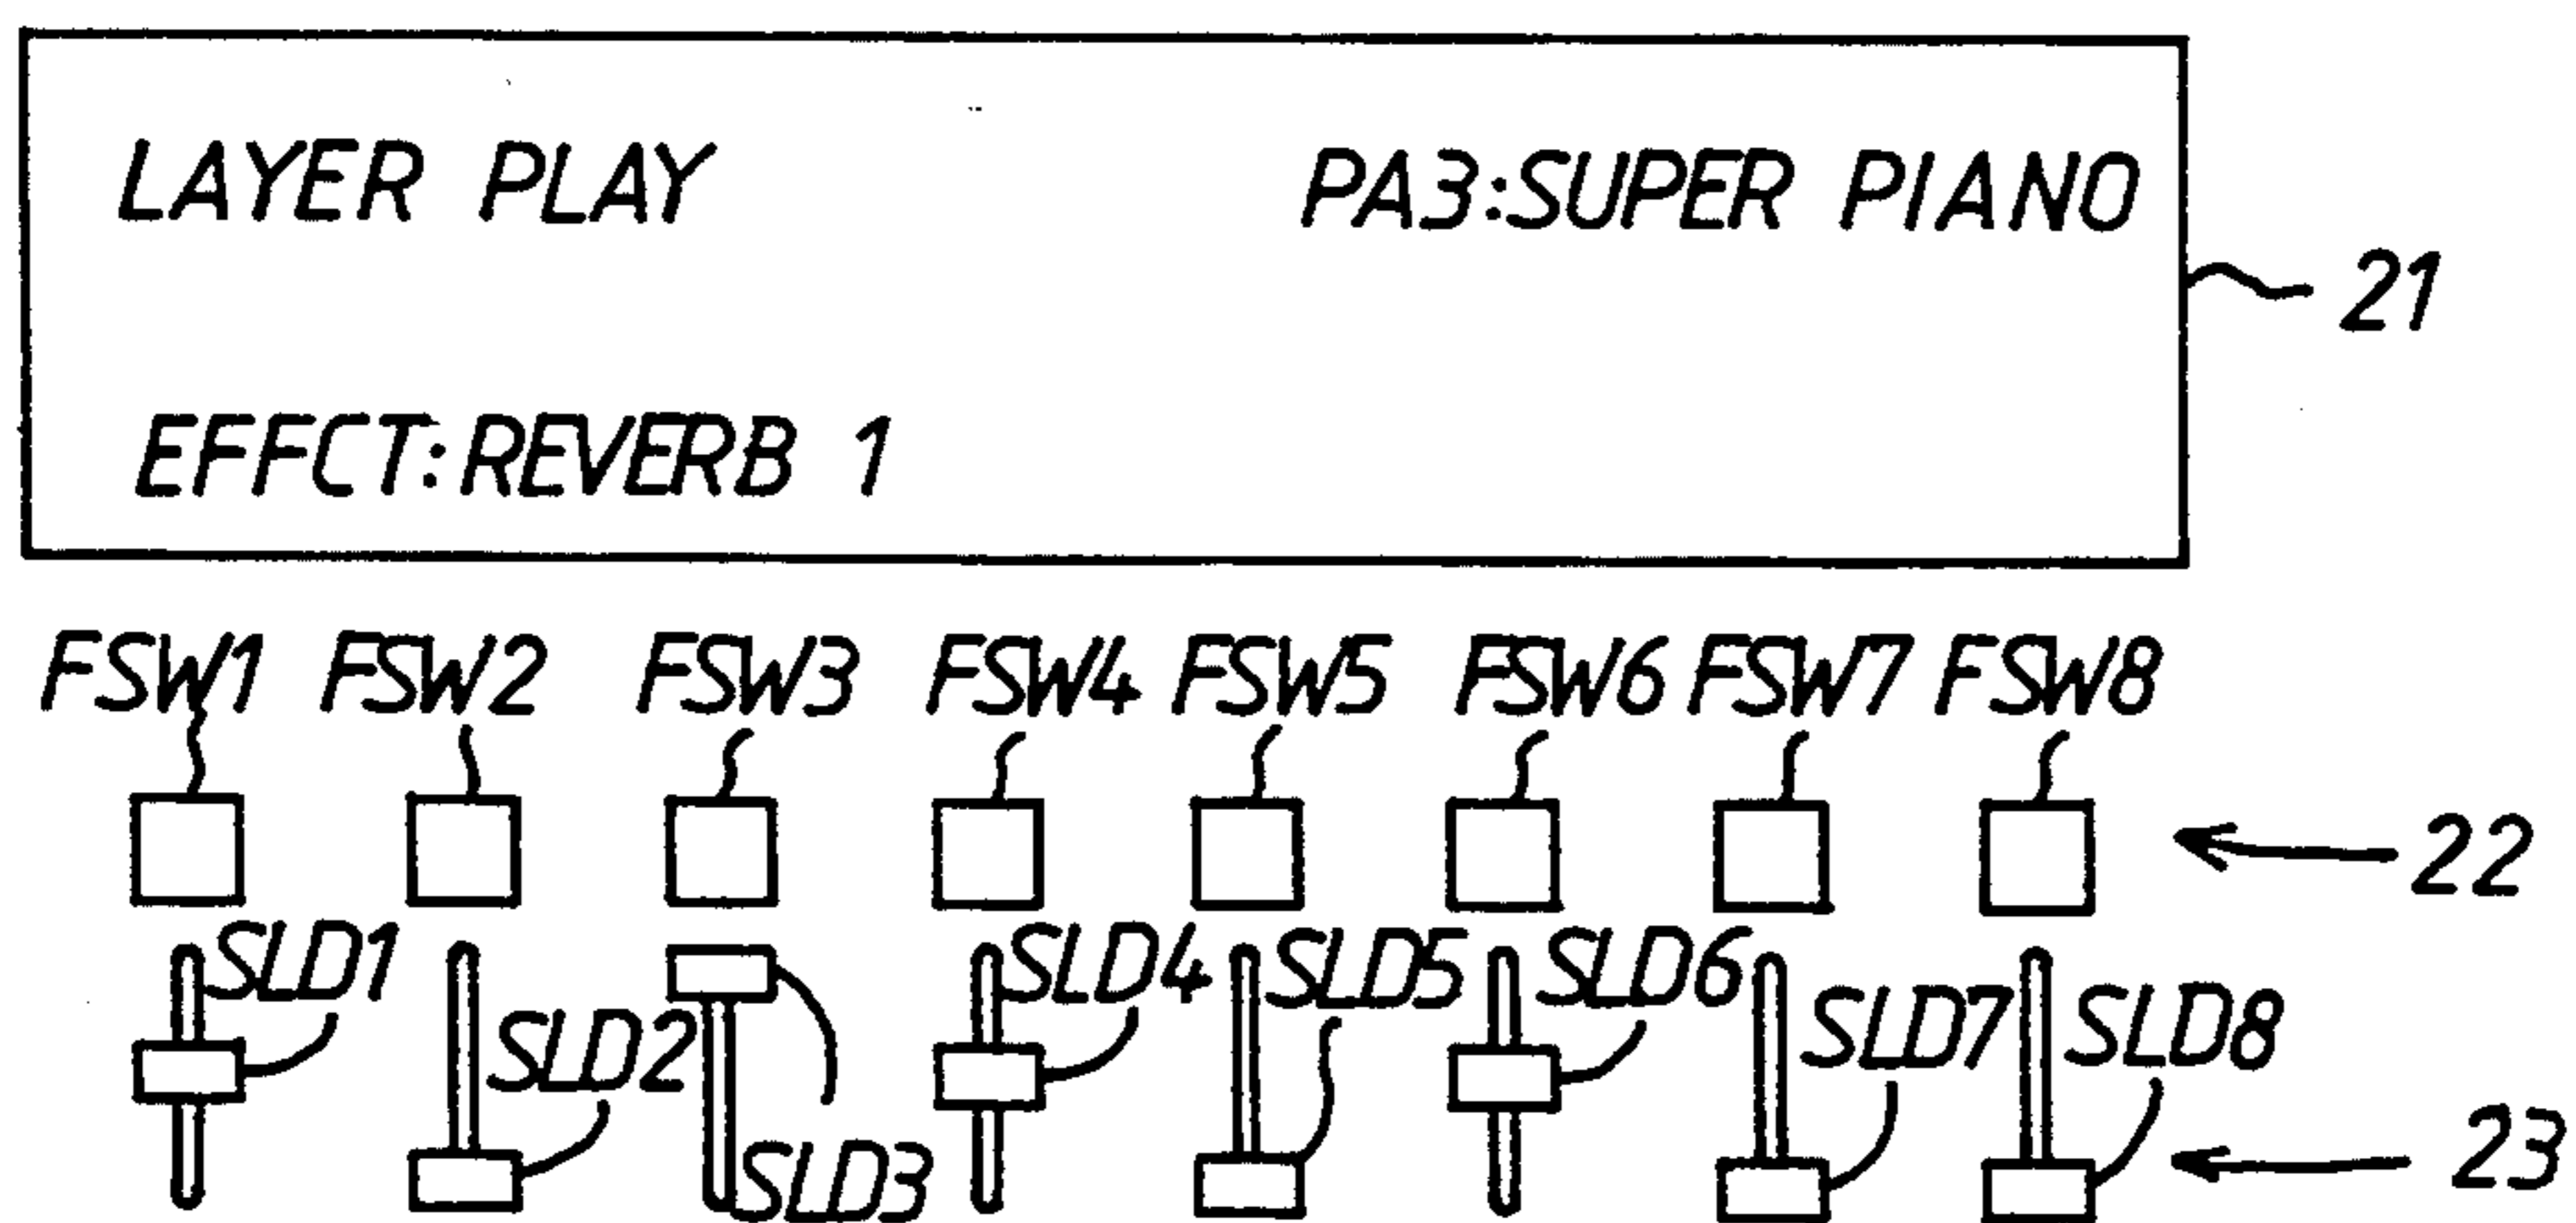 LAYER PLAY PA3:SUPER PIANO
21
EFFCT:REVERB 1
FSW1 FSW2 FSW3 FSW4 FSW5 FSW6 FSW7 FSW8
22
SLD1 SLD4 SLD5 SLD6
SLD2 SLD7 SLD8
SLD3 23